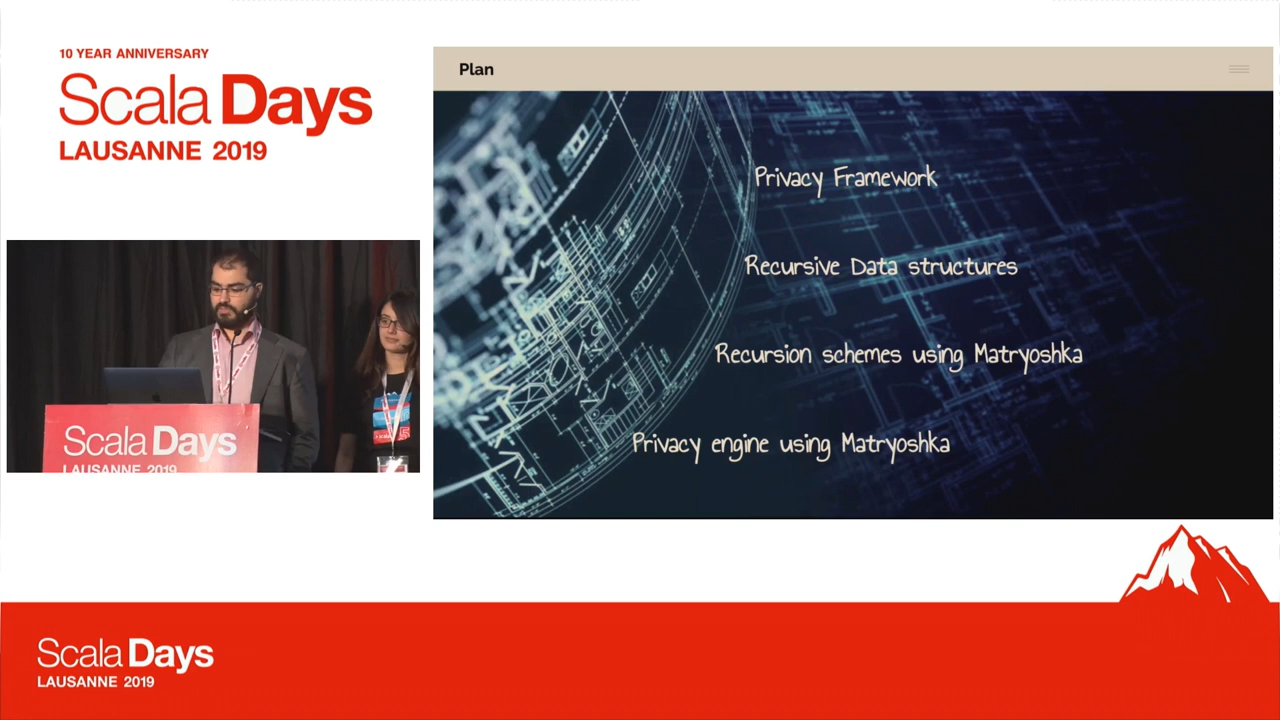 10 YEAR ANNIVERSARY
Scala Days
LAUSANNE 2019
Plan
Privacy Framework
Recursive Data structures
Recursion schemes using Matryoshka
Privacy engine using Matryoshka
Scala Days
LAUSANNE 2019
Scala Days
LAUSANNE 2019